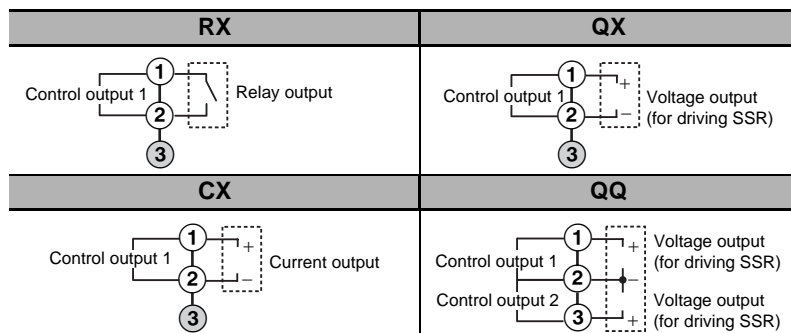 RX
1
Control output 1
Relay output
2
3
QX
1
+
Control output 1
Voltage output
(for driving SSR)
2
−
3
CX
1
+
Control output 1
Current output
2
−
3
QQ
1
+
Voltage output
(for driving SSR)
Control output 1
2
−
Control output 2
3
+
Voltage output
(for driving SSR)